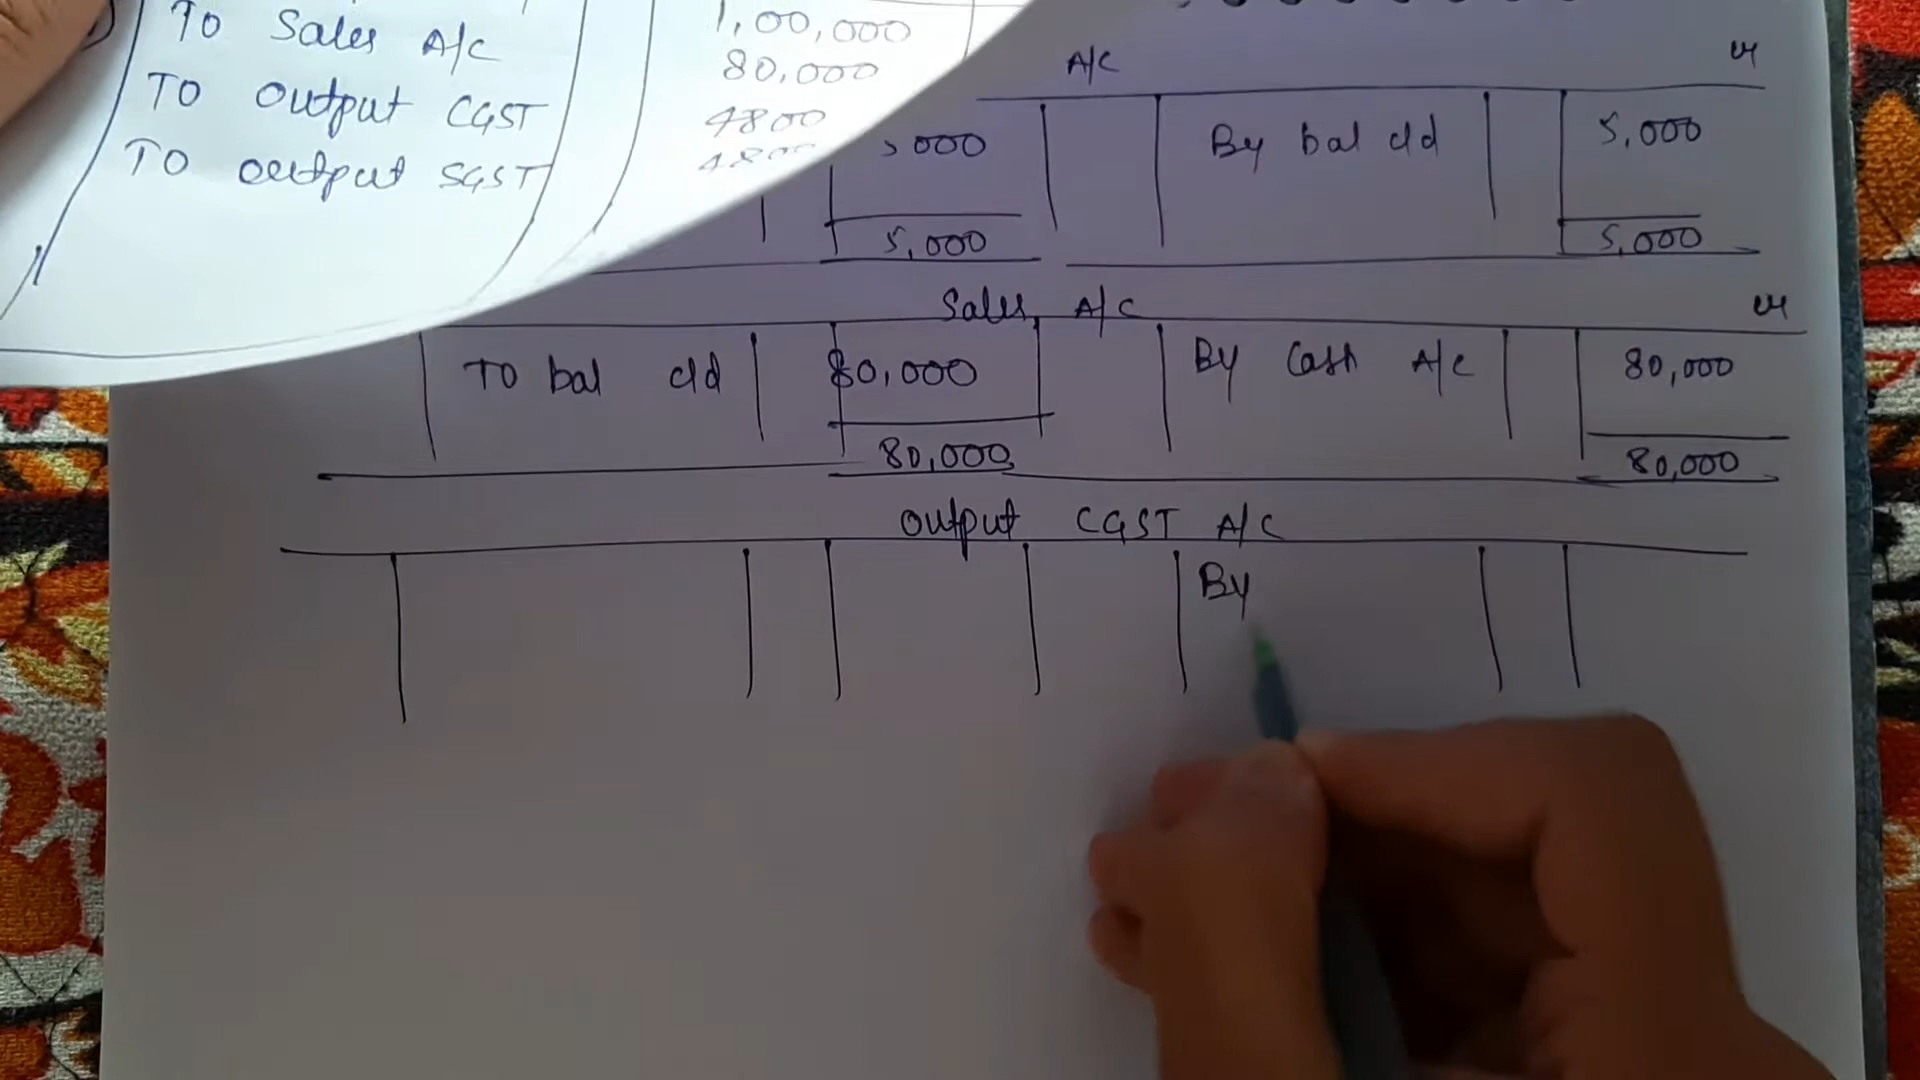 To Sales A/C
TO output CGST
TO output SGST
1,00,000
80,000
4800
4800
A/C
000 By bal c/d 5,000
5,000 5,000
Sales A/C
TO bal c/d 80,000 By Cash A/C 80,000
80,000 80,000
output CGST A/C
By